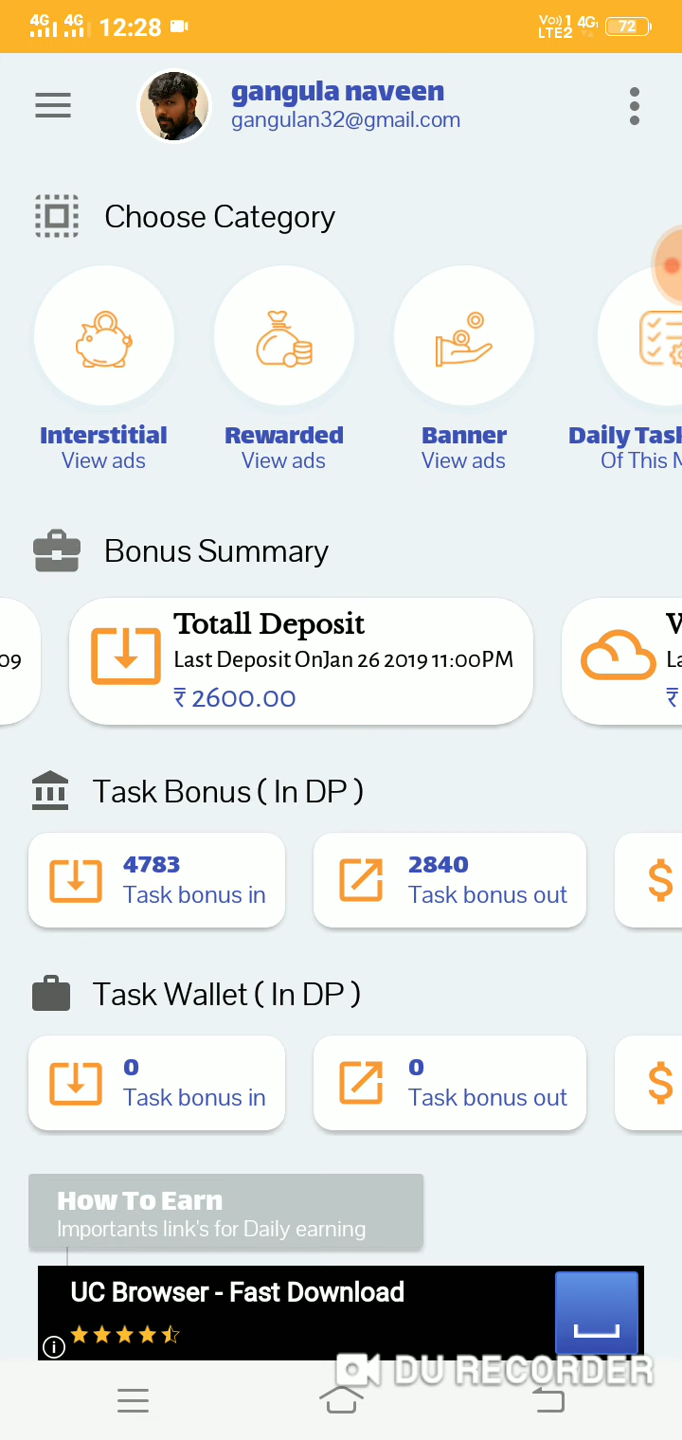 4G 4G 12:28 Vo) 1 LTE2 4G 72
gangula naveen
gangulan32@gmail.com
Choose Category
Interstitial Rewarded Banner Daily Task
View ads View ads View ads Of This M
Bonus Summary
Totall Deposit
09 Last Deposit OnJan 26 2019 11:00PM La
₹ 2600.00 ₹
Task Bonus ( In DP )
4783 2840
Task bonus in Task bonus out
Task Wallet ( In DP )
0 0
Task bonus in Task bonus out
How To Earn
Importants link's for Daily earning
UC Browser - Fast Download
DU RECORDER